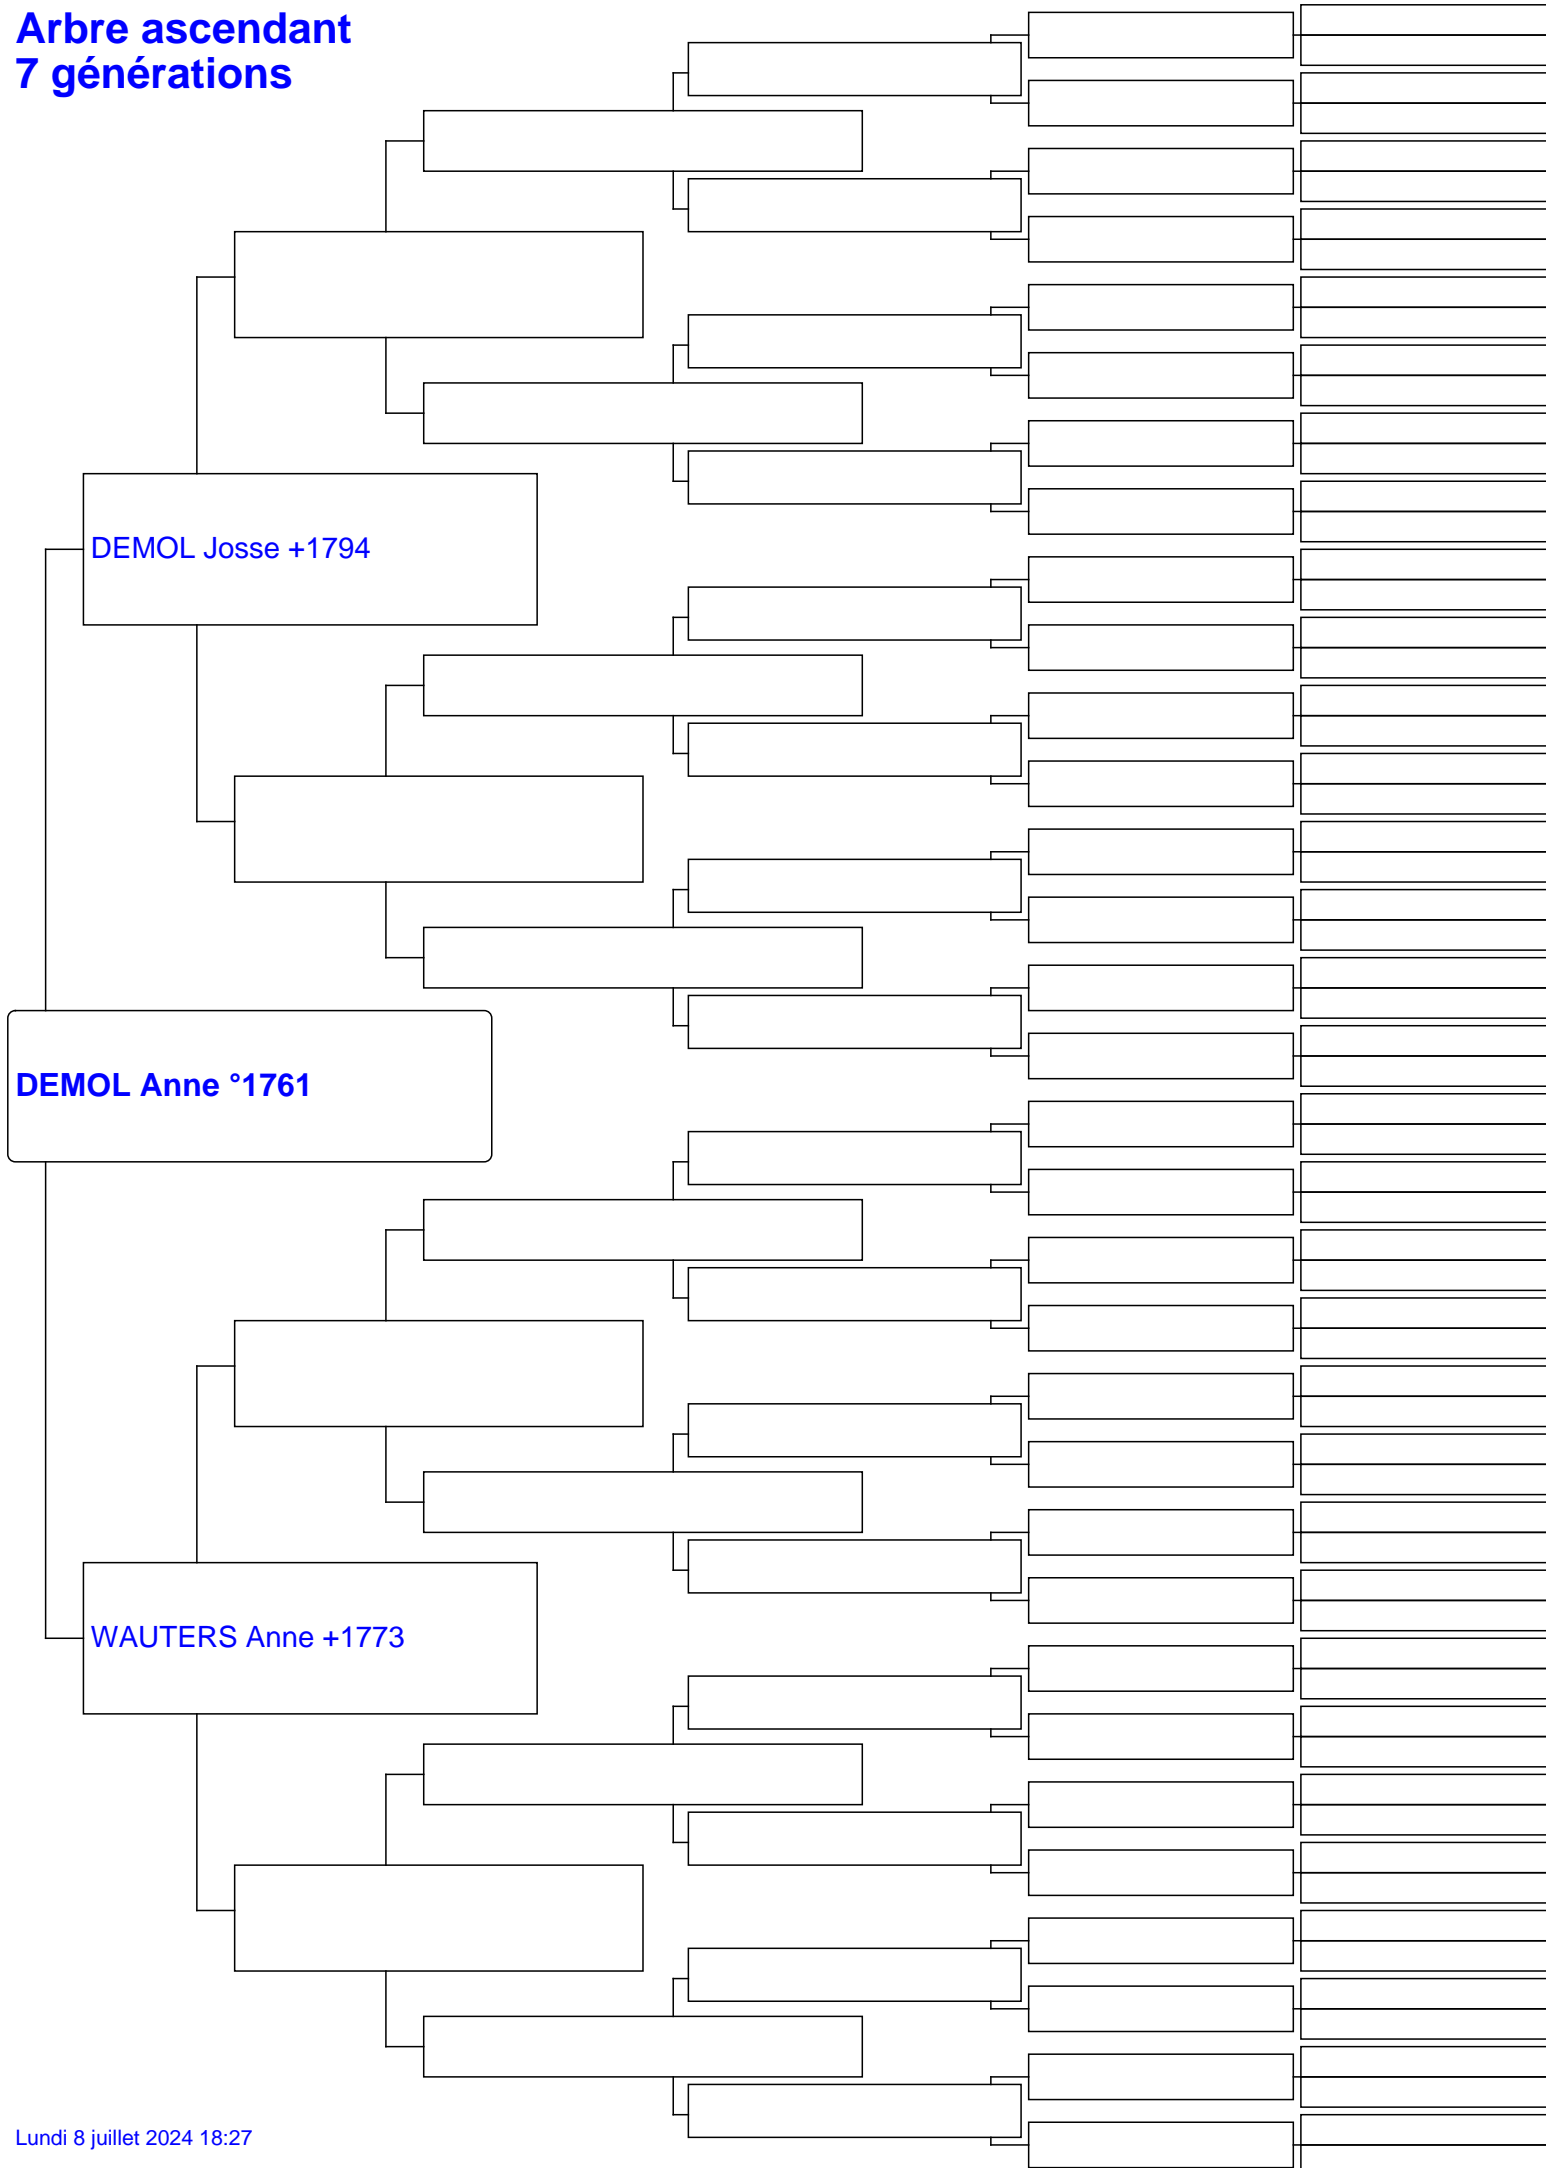 Arbre ascendant
7 générations
DEMOL Josse +1794
DEMOL Anne °1761
WAUTERS Anne +1773
Lundi 8 juillet 2024 18:27